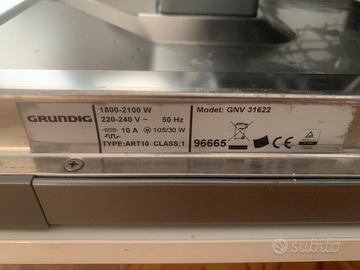 GRUNDIG
1800-2100 W
220-240 V ~ 50 Hz
10 A 105/30 W
TYPE:ART10 CLASS:1
Model: GNV 31622
96665
subito